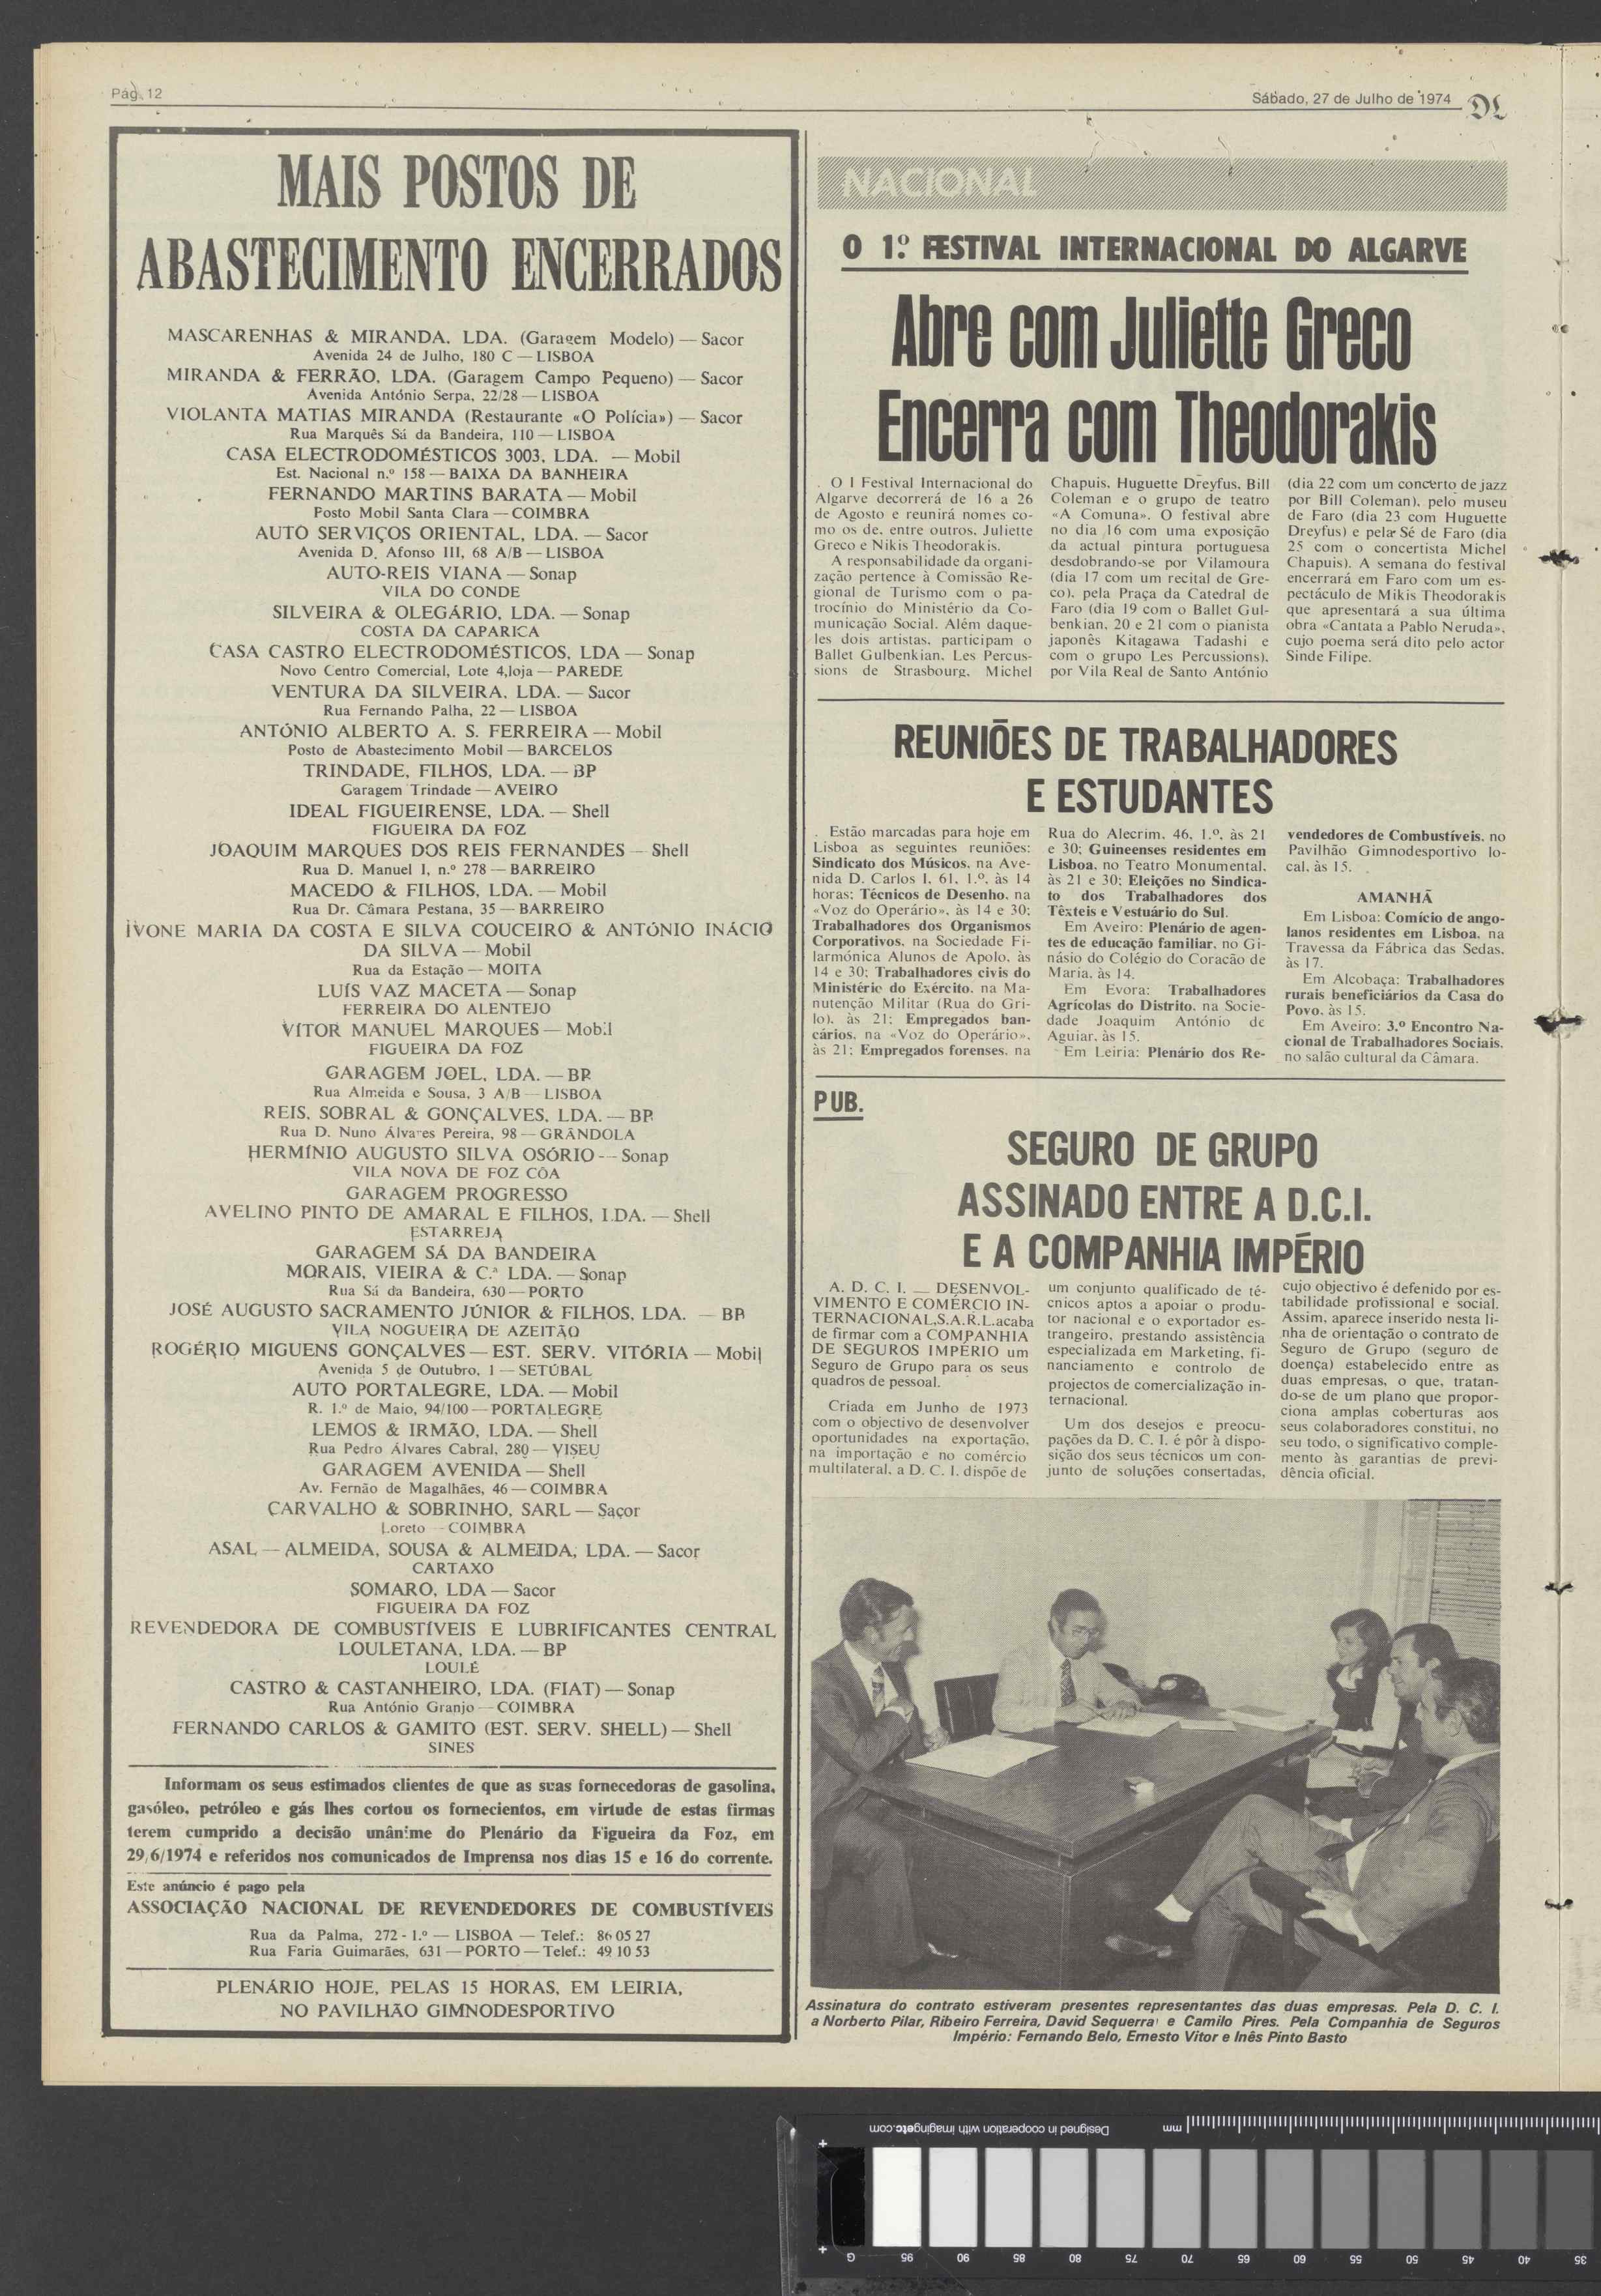 Pág. 12
Sábado, 27 de Julho de 1974
DL
MAIS POSTOS DE
ABASTECIMENTO ENCERRADOS
MASCARENHAS & MIRANDA, LDA. (Garagem Modelo) — Sacor
Avenida 24 de Julho, 180 C — LISBOA
MIRANDA & FERRÃO, LDA. (Garagem Campo Pequeno) — Sacor
Avenida António Serpa, 22/28 — LISBOA
VIOLANTA MATIAS MIRANDA (Restaurante «O Polícia») — Sacor
Rua Marquês Sá da Bandeira, 110 — LISBOA
CASA ELECTRODOMÉSTICOS 3003, LDA. — Mobil
Est. Nacional n.º 158 — BAIXA DA BANHEIRA
FERNANDO MARTINS BARATA — Mobil
Posto Mobil Santa Clara — COIMBRA
AUTO SERVIÇOS ORIENTAL, LDA. — Sacor
Avenida D. Afonso III, 68 A/B — LISBOA
AUTO-REIS VIANA — Sonap
VILA DO CONDE
SILVEIRA & OLEGÁRIO, LDA. — Sonap
COSTA DA CAPARICA
CASA CASTRO ELECTRODOMÉSTICOS, LDA — Sonap
Novo Centro Comercial, Lote 4,loja — PAREDE
VENTURA DA SILVEIRA, LDA. — Sacor
Rua Fernando Palha, 22 — LISBOA
ANTÓNIO ALBERTO A. S. FERREIRA — Mobil
Posto de Abastecimento Mobil — BARCELOS
TRINDADE, FILHOS, LDA. — BP
Garagem Trindade — AVEIRO
IDEAL FIGUEIRENSE, LDA. — Shell
FIGUEIRA DA FOZ
JOAQUIM MARQUES DOS REIS FERNANDES — Shell
Rua D. Manuel I, n.º 278 — BARREIRO
MACEDO & FILHOS, LDA. — Mobil
Rua Dr. Câmara Pestana, 35 — BARREIRO
IVONE MARIA DA COSTA E SILVA COUCEIRO & ANTÓNIO INÁCIO
DA SILVA — Mobil
Rua da Estação — MOITA
LUÍS VAZ MACETA — Sonap
FERREIRA DO ALENTEJO
VÍTOR MANUEL MARQUES — Mobil
FIGUEIRA DA FOZ
GARAGEM JOEL, LDA. — BP
Rua Almeida e Sousa, 3 A/B — LISBOA
REIS, SOBRAL & GONÇALVES, LDA. — BP
Rua D. Nuno Álvares Pereira, 98 — GRÂNDOLA
HERMÍNIO AUGUSTO SILVA OSÓRIO — Sonap
VILA NOVA DE FOZ CÔA
GARAGEM PROGRESSO
AVELINO PINTO DE AMARAL E FILHOS, LDA. — Shell
ESTARREJA
GARAGEM SÁ DA BANDEIRA
MORAIS, VIEIRA & C.ª LDA. — Sonap
Rua Sá da Bandeira, 630 — PORTO
JOSÉ AUGUSTO SACRAMENTO JÚNIOR & FILHOS, LDA. — BP
VILA NOGUEIRA DE AZEITÃO
ROGÉRIO MIGUENS GONÇALVES — EST. SERV. VITÓRIA — Mobil
Avenida 5 de Outubro, 1 — SETÚBAL
AUTO PORTALEGRE, LDA. — Mobil
R. 1.º de Maio, 94/100 — PORTALEGRE
LEMOS & IRMÃO, LDA. — Shell
Rua Pedro Álvares Cabral, 280 — VISEU
GARAGEM AVENIDA — Shell
Av. Fernão de Magalhães, 46 — COIMBRA
CARVALHO & SOBRINHO, SARL — Sacor
Loreto — COIMBRA
ASAL — ALMEIDA, SOUSA & ALMEIDA, LDA. — Sacor
CARTAXO
SOMARO, LDA — Sacor
FIGUEIRA DA FOZ
REVENDEDORA DE COMBUSTÍVEIS E LUBRIFICANTES CENTRAL
LOULETANA, LDA. — BP
LOULÉ
CASTRO & CASTANHEIRO, LDA. (FIAT) — Sonap
Rua António Granjo — COIMBRA
FERNANDO CARLOS & GAMITO (EST. SERV. SHELL) — Shell
SINES
Informam os seus estimados clientes de que as suas fornecedoras de gasolina,
gasóleo, petróleo e gás lhes cortou os fornecientos, em virtude de estas firmas
terem cumprido a decisão unânime do Plenário da Figueira da Foz, em
29/6/1974 e referidos nos comunicados de Imprensa nos dias 15 e 16 do corrente.
Este anúncio é pago pela
ASSOCIAÇÃO NACIONAL DE REVENDEDORES DE COMBUSTÍVEIS
Rua da Palma, 272 - 1.º — LISBOA — Telef.: 86 05 27
Rua Faria Guimarães, 631 — PORTO — Telef.: 49 10 53
PLENÁRIO HOJE, PELAS 15 HORAS, EM LEIRIA,
NO PAVILHÃO GIMNODESPORTIVO
NACIONAL
O 1.º FESTIVAL INTERNACIONAL DO ALGARVE
Abre com Juliette Greco
Encerra com Theodorakis
O I Festival Internacional do
Algarve decorrerá de 16 a 26
de Agosto e reunirá nomes co-
mo os de, entre outros, Juliette
Greco e Nikis Theodorakis.
A responsabilidade da organi-
zação pertence à Comissão Re-
gional de Turismo com o pa-
trocínio do Ministério da Co-
municação Social. Além daque-
les dois artistas, participam o
Ballet Gulbenkian, Les Percus-
sions de Strasbourg, Michel
Chapuis, Huguette Dreyfus, Bill
Coleman e o grupo de teatro
«A Comuna». O festival abre
no dia 16 com uma exposição
da actual pintura portuguesa
desdobrando-se por Vilamoura
(dia 17 com um recital de Gre-
co), pela Praça da Catedral de
Faro (dia 19 com o Ballet Gul-
benkian, 20 e 21 com o pianista
japonês Kitagawa Tadashi e
com o grupo Les Percussions),
por Vila Real de Santo António
(dia 22 com um concerto de jazz
por Bill Coleman), pelo museu
de Faro (dia 23 com Huguette
Dreyfus) e pela Sé de Faro (dia
25 com o concertista Michel
Chapuis). A semana do festival
encerrará em Faro com um es-
pectáculo de Mikis Theodorakis
que apresentará a sua última
obra «Cantata a Pablo Neruda»,
cujo poema será dito pelo actor
Sinde Filipe.
REUNIÕES DE TRABALHADORES
E ESTUDANTES
Estão marcadas para hoje em
Lisboa as seguintes reuniões:
Sindicato dos Músicos, na Ave-
nida D. Carlos I, 61, 1.º, às 14
horas; Técnicos de Desenho, na
«Voz do Operário», às 14 e 30;
Trabalhadores dos Organismos
Corporativos, na Sociedade Fi-
larmónica Alunos de Apolo, às
14 e 30; Trabalhadores civis do
Ministério do Exército, na Ma-
nutenção Militar (Rua do Gri-
lo), às 21; Empregados ban-
cários, na «Voz do Operário»,
às 21; Empregados forenses, na
Rua do Alecrim, 46, 1.º, às 21
e 30; Guineenses residentes em
Lisboa, no Teatro Monumental,
às 21 e 30; Eleições no Sindica-
to dos Trabalhadores dos
Têxteis e Vestuário do Sul.
Em Aveiro: Plenário de agen-
tes de educação familiar, no Gi-
násio do Colégio do Coracão de
Maria, às 14.
Em Evora: Trabalhadores
Agrícolas do Distrito, na Socie-
dade Joaquim António de
Aguiar, às 15.
Em Leiria: Plenário dos Re-
vendedores de Combustíveis, no
Pavilhão Gimnodesportivo lo-
cal, às 15.
AMANHÃ
Em Lisboa: Comício de ango-
lanos residentes em Lisboa, na
Travessa da Fábrica das Sedas,
às 17.
Em Alcobaça: Trabalhadores
rurais beneficiários da Casa do
Povo, às 15.
Em Aveiro: 3.º Encontro Na-
cional de Trabalhadores Sociais,
no salão cultural da Câmara.
PUB.
SEGURO DE GRUPO
ASSINADO ENTRE A D.C.I.
E A COMPANHIA IMPÉRIO
A. D. C. I. — DESENVOL-
VIMENTO E COMÉRCIO IN-
TERNACIONAL,S.A.R.L.acaba
de firmar com a COMPANHIA
DE SEGUROS IMPÉRIO um
Seguro de Grupo para os seus
quadros de pessoal.
Criada em Junho de 1973
com o objectivo de desenvolver
oportunidades na exportação,
na importação e no comércio
multilateral, a D. C. I. dispõe de
um conjunto qualificado de té-
cnicos aptos a apoiar o produ-
tor nacional e o exportador es-
trangeiro, prestando assistência
especializada em Marketing, fi-
nanciamento e controlo de
projectos de comercialização in-
ternacional.
Um dos desejos e preocu-
pações da D. C. I. é pôr à dispo-
sição dos seus técnicos um con-
junto de soluções consertadas,
cujo objectivo é defenido por es-
tabilidade profissional e social.
Assim, aparece inserido nesta li-
nha de orientação o contrato de
Seguro de Grupo (seguro de
doença) estabelecido entre as
duas empresas, o que, tratan-
do-se de um plano que propor-
ciona amplas coberturas aos
seus colaboradores constitui, no
seu todo, o significativo comple-
mento às garantias de previ-
dência oficial.
Assinatura do contrato estiveram presentes representantes das duas empresas. Pela D. C. I.
a Norberto Pilar, Ribeiro Ferreira, David Sequerra e Camilo Pires. Pela Companhia de Seguros
Império: Fernando Belo, Ernesto Vitor e Inês Pinto Basto
Designed in cooperation with imagingetc.com
mm
G 95 90 85 80 75 70 65 60 55 50 45 40 35